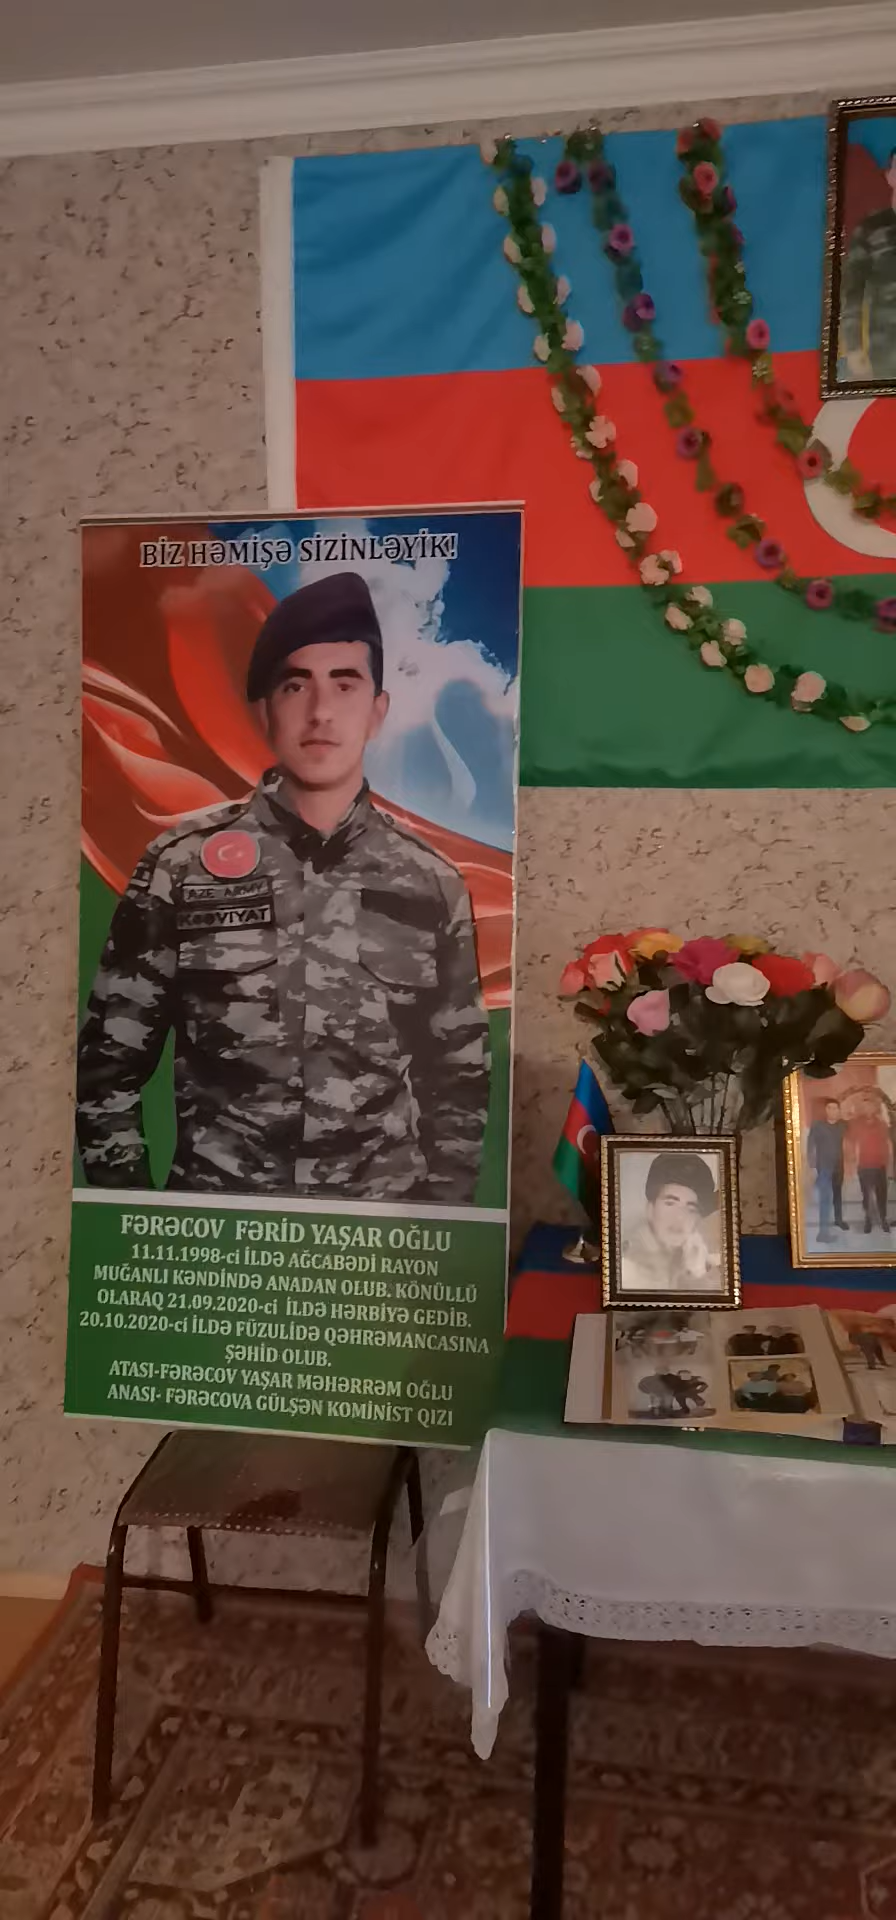 BİZ HƏMİŞƏ SİZİNLƏYİK!
AZE ARMY
KƏŞVİYAT
FƏRƏCOV FƏRİD YAŞAR OĞLU
11.11.1998-ci İLDƏ AĞCABƏDİ RAYON
MUĞANLI KƏNDİNDƏ ANADAN OLUB. KÖNÜLLÜ
OLARAQ 21.09.2020-ci İLDƏ HƏRBİYƏ GEDİB.
20.10.2020-ci İLDƏ FÜZULİDƏ QƏHRƏMANCASINA
ŞƏHİD OLUB.
ATASI-FƏRƏCOV YAŞAR MƏHƏRRƏM OĞLU
ANASI- FƏRƏCOVA GÜLŞƏN KOMİNİST QIZI